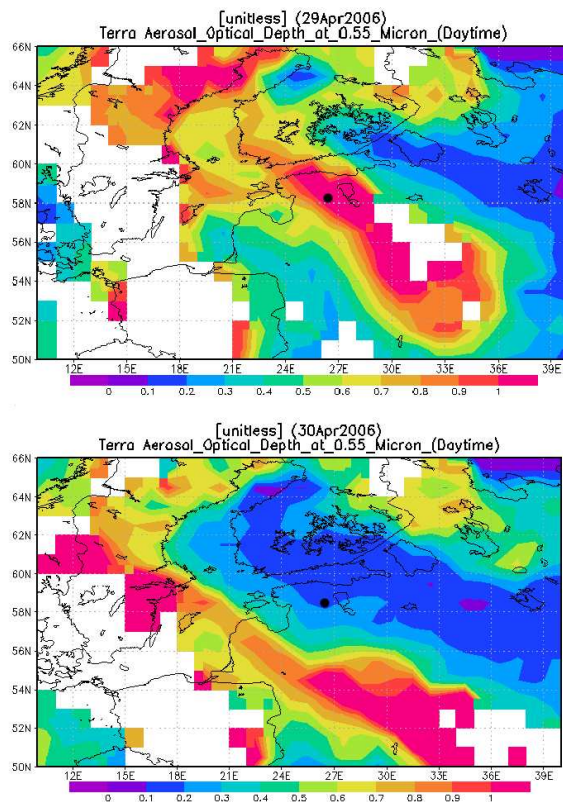 [unitless] (29Apr2006)
Terra Aerosal_Optical_Depth_at_0.55_Micron_(Daytime)
66N
64N
62N
60N
58N
56N
54N
52N
50N
12E 15E 18E 21E 24E 27E 30E 33E 36E 39E
0 0.1 0.2 0.3 0.4 0.5 0.6 0.7 0.8 0.9 1
[unitless] (30Apr2006)
Terra Aerosal_Optical_Depth_at_0.55_Micron_(Daytime)
66N
64N
62N
60N
58N
56N
54N
52N
50N
12E 15E 18E 21E 24E 27E 30E 33E 36E 39E
0 0.1 0.2 0.3 0.4 0.5 0.6 0.7 0.8 0.9 1